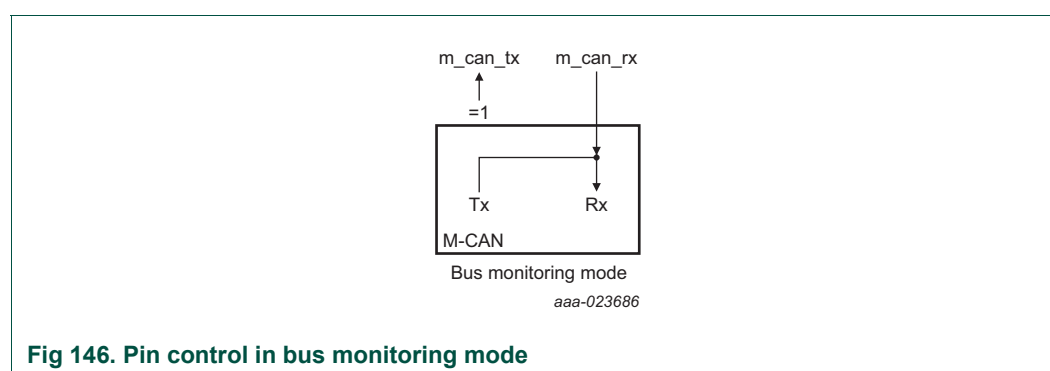 m_can_tx m_can_rx
=1
Tx Rx
M-CAN
Bus monitoring mode
aaa-023686
Fig 146. Pin control in bus monitoring mode